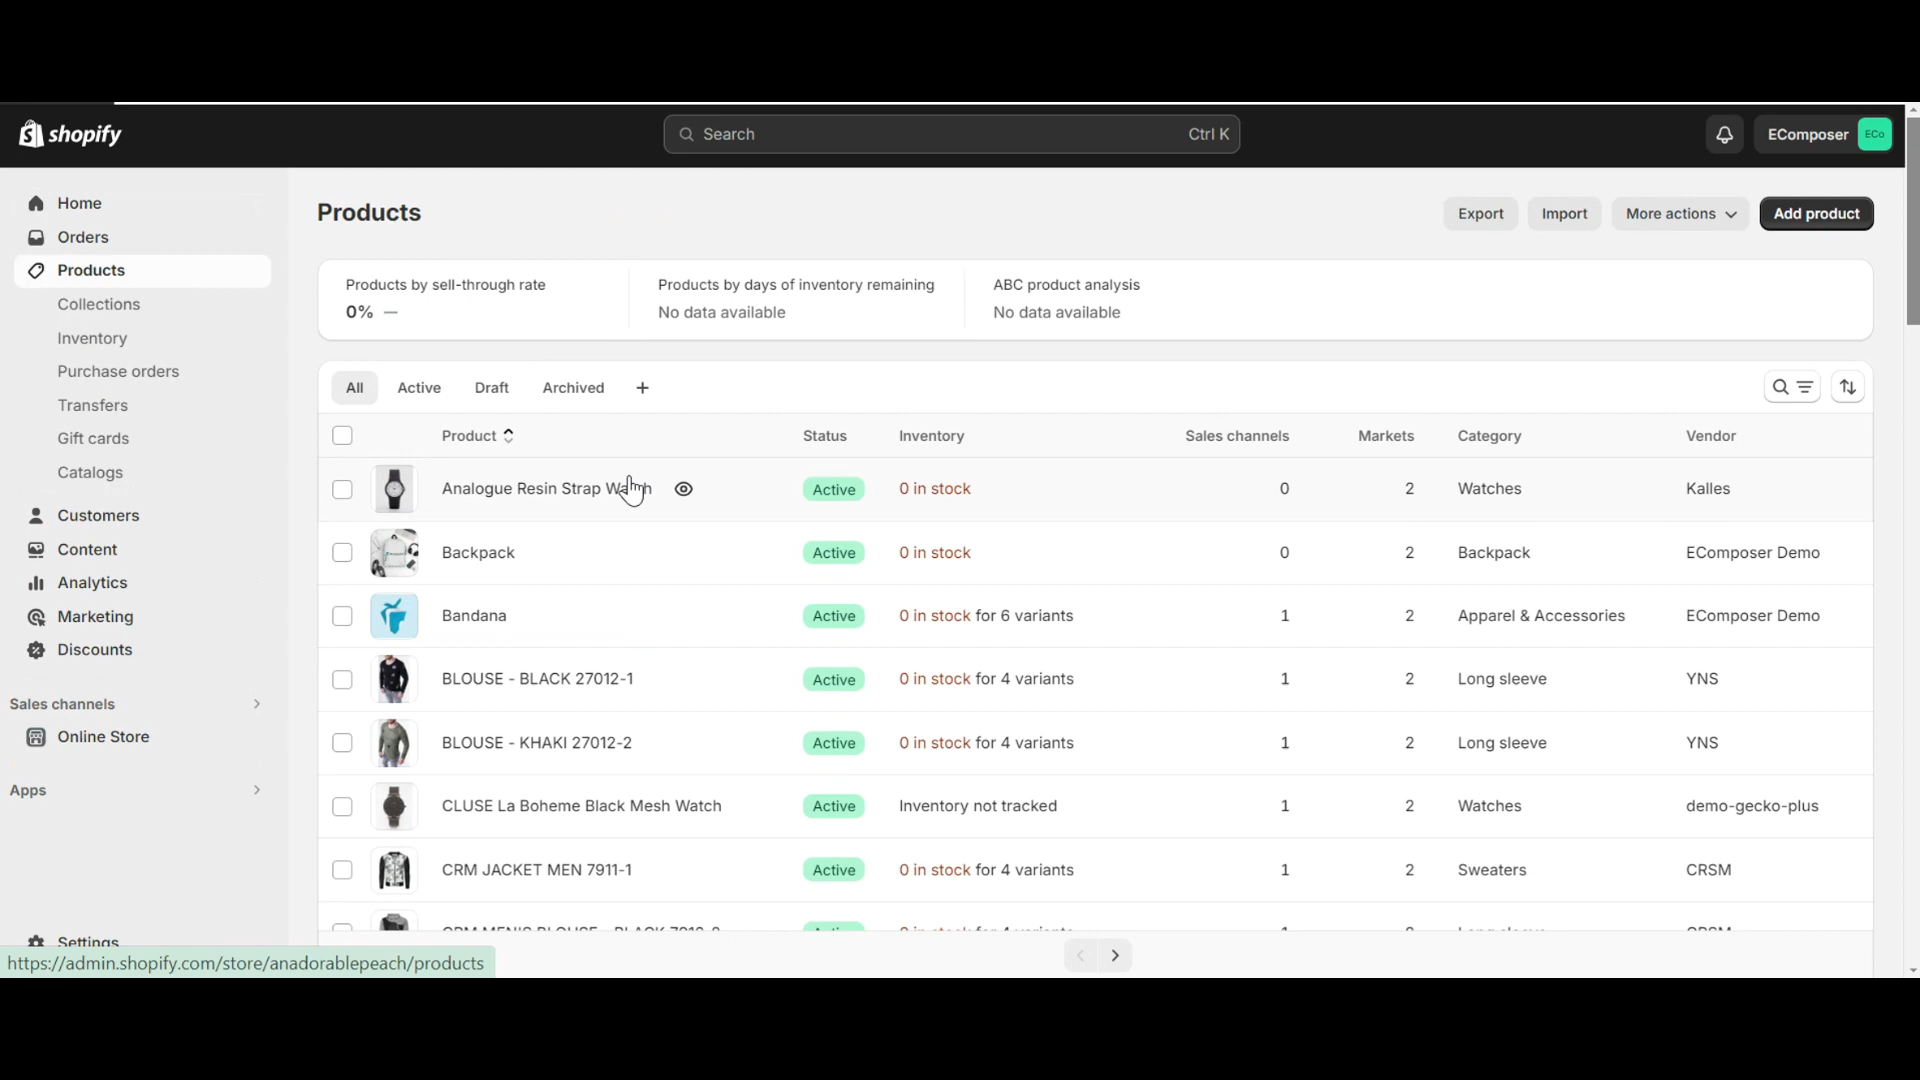 shopify
Search Ctrl K
EComposer ECo
Home
Orders
Products
Collections
Inventory
Purchase orders
Transfers
Gift cards
Catalogs
Customers
Content
Analytics
Marketing
Discounts
Sales channels
Online Store
Apps
Settings
Products
Export Import More actions Add product
Products by sell-through rate Products by days of inventory remaining ABC product analysis
0% — No data available No data available
All Active Draft Archived +
Product Status Inventory Sales channels Markets Category Vendor
Analogue Resin Strap Watch Active 0 in stock 0 2 Watches Kalles
Backpack Active 0 in stock 0 2 Backpack EComposer Demo
Bandana Active 0 in stock for 6 variants 1 2 Apparel & Accessories EComposer Demo
BLOUSE - BLACK 27012-1 Active 0 in stock for 4 variants 1 2 Long sleeve YNS
BLOUSE - KHAKI 27012-2 Active 0 in stock for 4 variants 1 2 Long sleeve YNS
CLUSE La Boheme Black Mesh Watch Active Inventory not tracked 1 2 Watches demo-gecko-plus
CRM JACKET MEN 7911-1 Active 0 in stock for 4 variants 1 2 Sweaters CRSM
https://admin.shopify.com/store/anadorablepeach/products